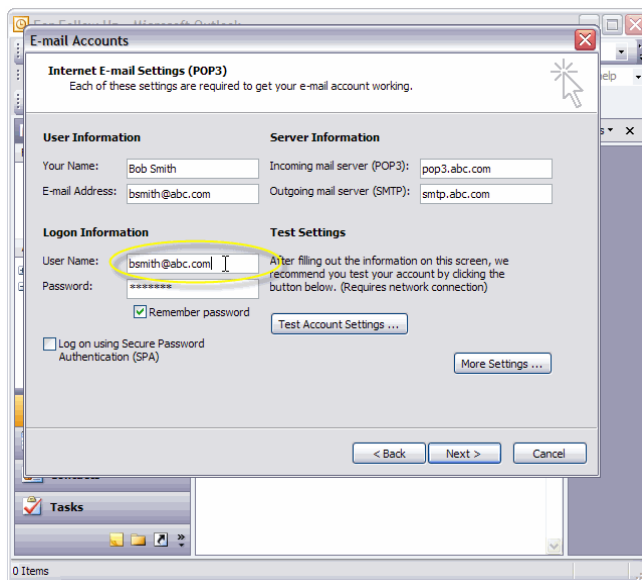 E-mail Accounts
Internet E-mail Settings (POP3)
Each of these settings are required to get your e-mail account working.
User Information
Your Name: Bob Smith
E-mail Address: bsmith@abc.com
Server Information
Incoming mail server (POP3): pop3.abc.com
Outgoing mail server (SMTP): smtp.abc.com
Logon Information
User Name: bsmith@abc.com
Password: *******
Remember password
Log on using Secure Password
Authentication (SPA)
Test Settings
After filling out the information on this screen, we
recommend you test your account by clicking the
button below. (Requires network connection)
Test Account Settings ...
More Settings ...
< Back Next > Cancel
Tasks
0 Items